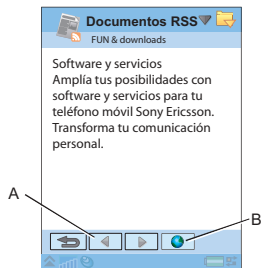 Documentos RSS
FUN & downloads
Software y servicios
Amplía tus posibilidades con
software y servicios para tu
teléfono móvil Sony Ericsson.
Transforma tu comunicación
personal.
A
B